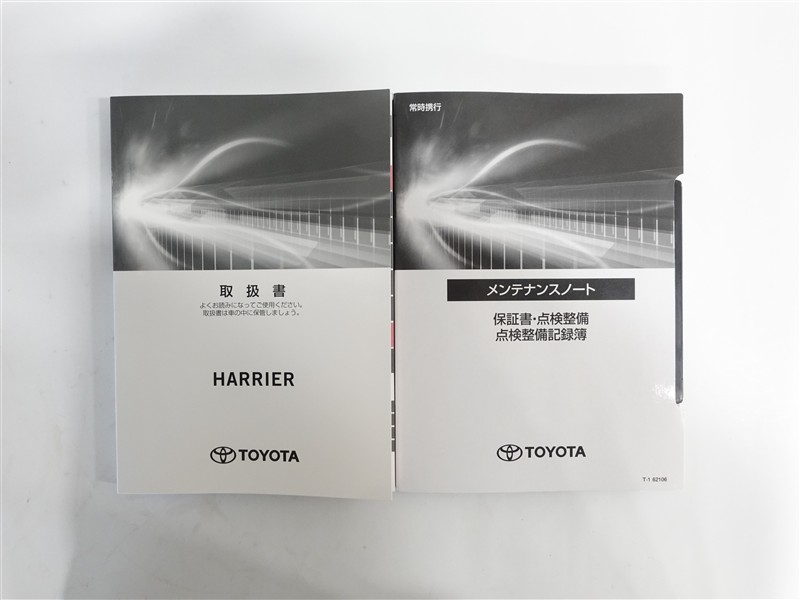 取扱書
よくお読みになってご使用ください。
取扱書は車の中に保管しましょう。
HARRIER
TOYOTA
常時携行
メンテナンスノート
保証書・点検整備
点検整備記録簿
TOYOTA
T-1 62106